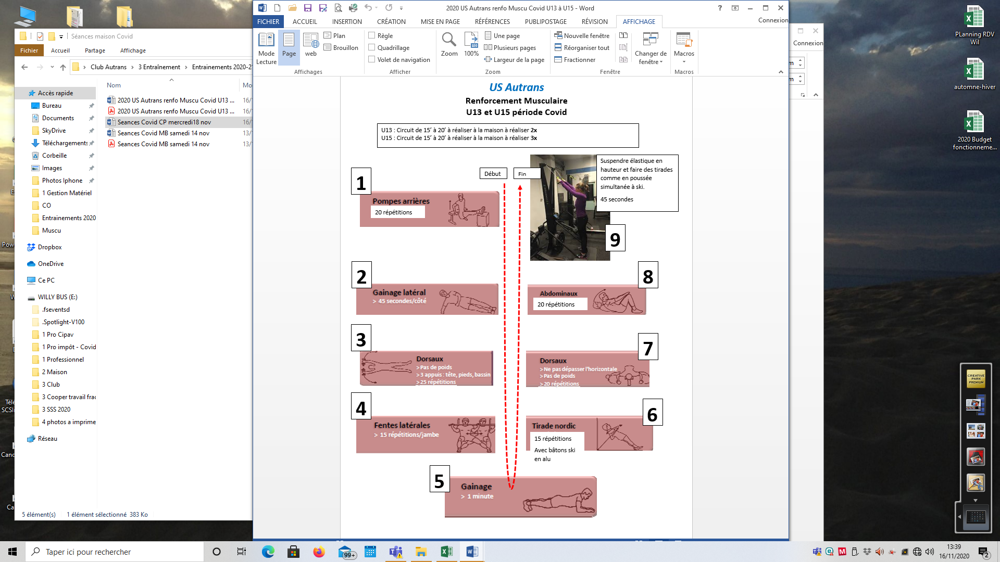 2020 US Autrans renfo Muscu Covid U13 à U15 - Word
FICHIER ACCUEIL INSERTION CRÉATION MISE EN PAGE RÉFÉRENCES PUBLIPOSTAGE RÉVISION AFFICHAGE Connexion
Mode Lecture
Page
web
Plan
Brouillon
Affichages
Règle
Quadrillage
Volet de navigation
Afficher
Zoom
100%
Une page
Plusieurs pages
Largeur de la page
Zoom
Nouvelle fenêtre
Réorganiser tout
Fractionner
Changer de fenêtre
Fenêtre
Macros
Macros
Connexion
Séances maison Covid
Fichier Accueil Partage Affichage
Club Autrans > 3 Entraînement > Entrainements 2020-21
Nom
2020 US Autrans renfo Muscu Covid U13 ... 16/
2020 US Autrans renfo Muscu Covid U13 ... 16/
Seances Covid CP mercredi18 nov 16/
Seances Covid MB samedi 14 nov 13/
Seances Covid MB samedi 14 nov 13/
Accès rapide
Bureau
Documents
SkyDrive
Téléchargements
Corbeille
Images
Photos Iphone
1 Gestion Matériel
CO
Entrainements 2020
Muscu
Dropbox
OneDrive
Ce PC
WILLY BUS (E:)
.fseventsd
.Spotlight-V100
1 Pro Cipav
1 Pro impôt - Covid
1 Professionnel
2 Maison
3 Club
3 Cooper travail frac
3 SSS 2020
4 photos a imprime
Réseau
5 élément(s) 1 élément sélectionné 383 Ko
US Autrans
Renforcement Musculaire
U13 et U15 période Covid
U13 : Circuit de 15’ à 20’ à réaliser à la maison à réaliser 2x
U15 : Circuit de 15’ à 20’ à réaliser à la maison à réaliser 3x
Début
Fin
1
Pompes arrières
20 répétitions
2
Gainage latéral
> 45 secondes/côté
3
Dorsaux
>Pas de poids
>3 appuis : tête, pieds, bassin
>25 répétitions
4
Fentes latérales
> 15 répétitions/jambe
5
Gainage
> 1 minute
6
Tirade nordic
15 répétitions
Avec bâtons ski
en alu
7
Dorsaux
>Ne pas dépasser l'horizontale
>Pas de poids
>20 répétitions
8
Abdominaux
20 répétitions
9
Suspendre élastique en
hauteur et faire des tirades
comme en poussée
simultanée à ski.
45 secondes
PLanning RDV
Wil
automne-hiver
2020 Budget
fonctionneme...
CREATIVE
PARK
PREMIUM
Taper ici pour rechercher
99+
13:39
16/11/2020
2